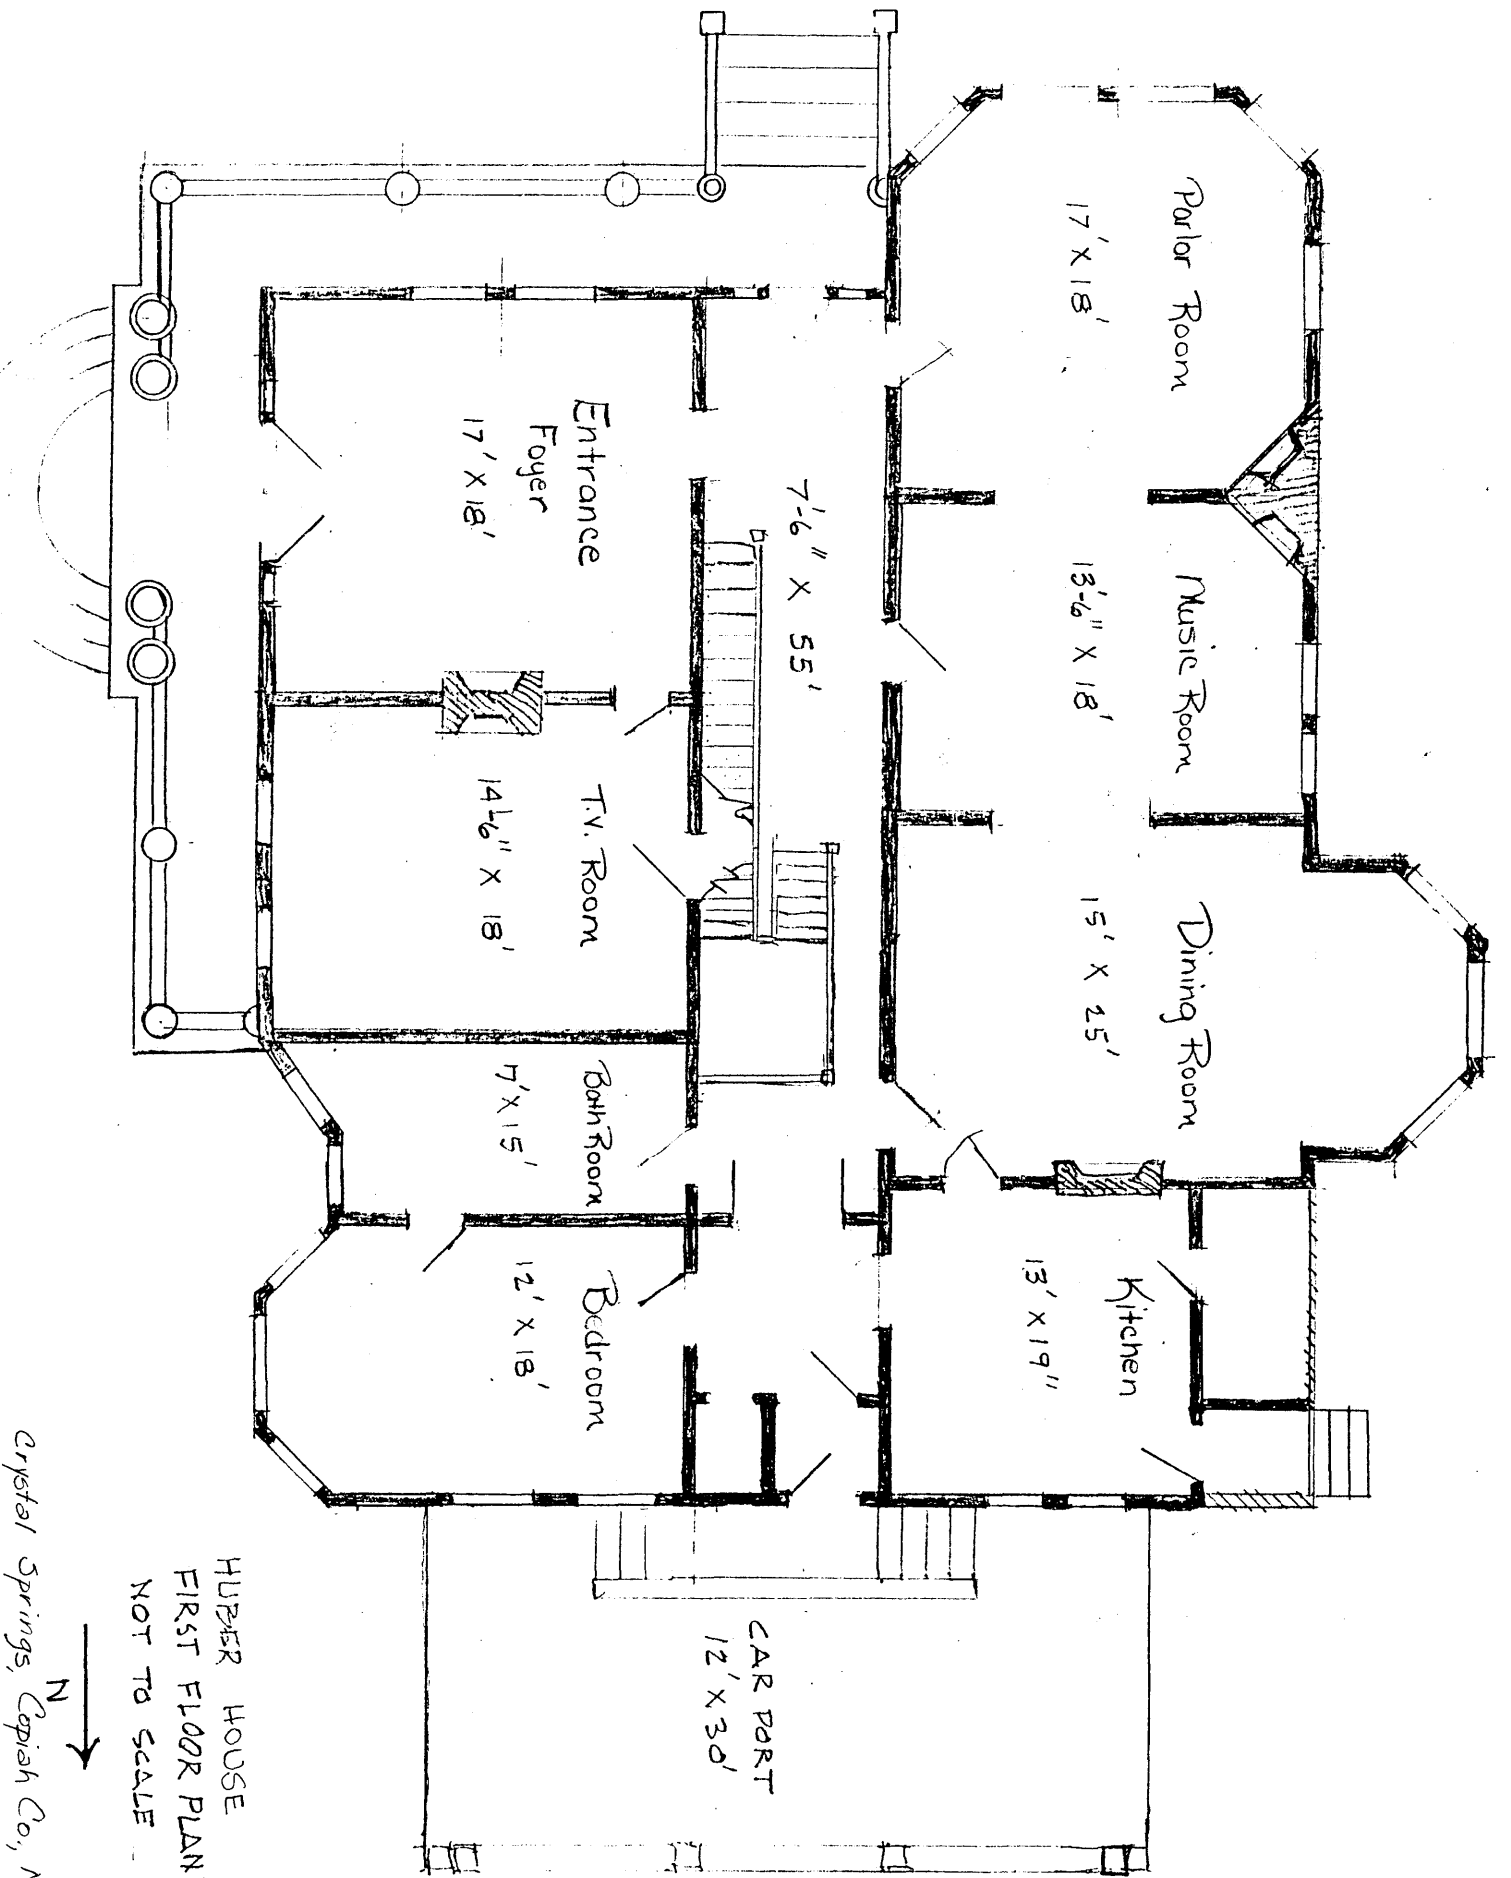 Parlor Room
17' X 18'
Music Room
13'-6" X 18'
Dining Room
15' X 25'
Kitchen
13' X 19"
7'-6" X 55'
Entrance
Foyer
17' X 18'
T.V. Room
14'-6" X 18'
Bath Room
7' X 15'
Bedroom
12' X 18'
CAR PORT
12' X 30'
HUBER HOUSE
FIRST FLOOR PLAN
NOT TO SCALE
N
Crystal Springs, Copiah Co.,